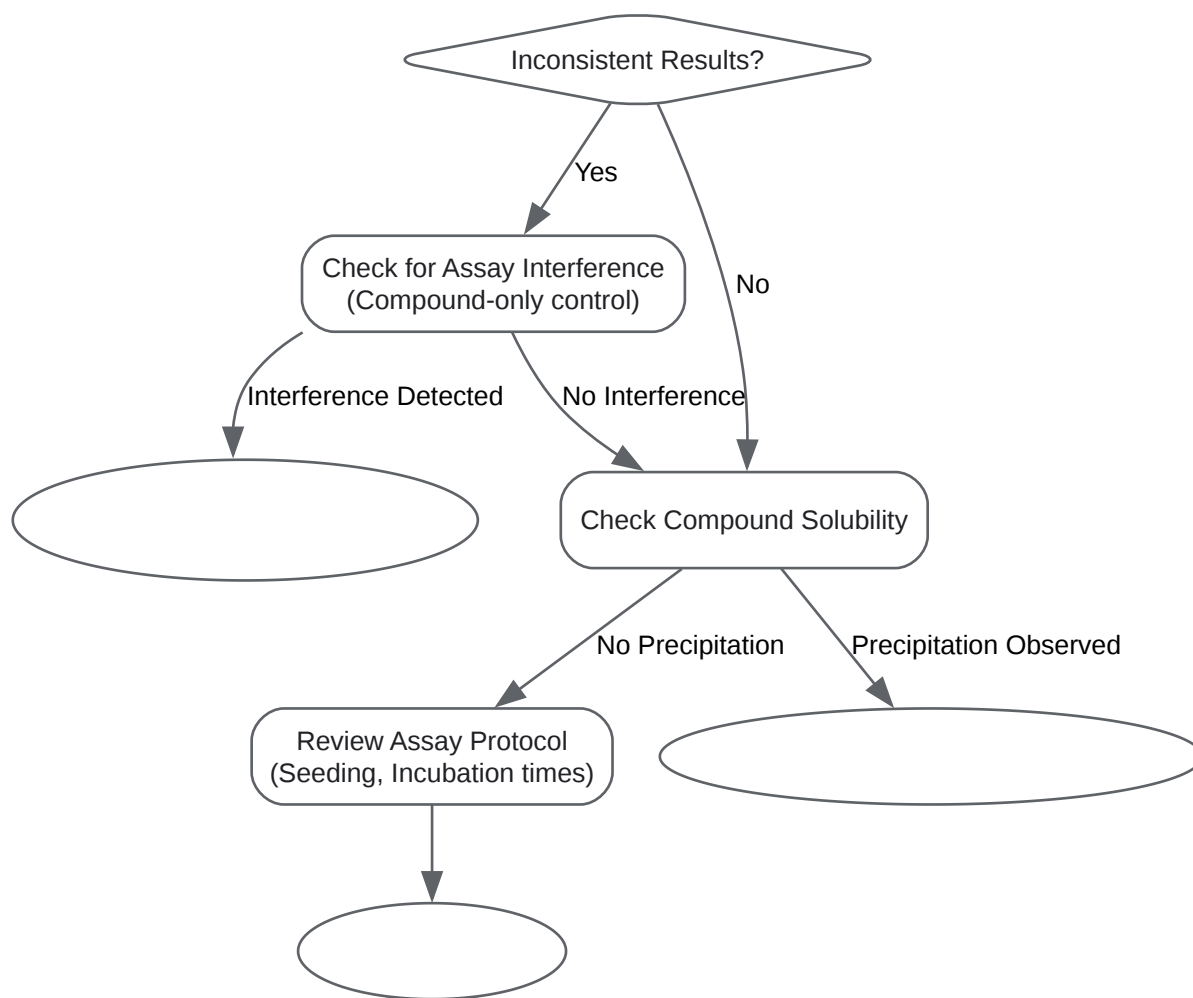 Inconsistent Results?
Yes
No
Check for Assay Interference
(Compound-only control)
Interference Detected
No Interference
Check Compound Solubility
No Precipitation
Precipitation Observed
Review Assay Protocol
(Seeding, Incubation times)